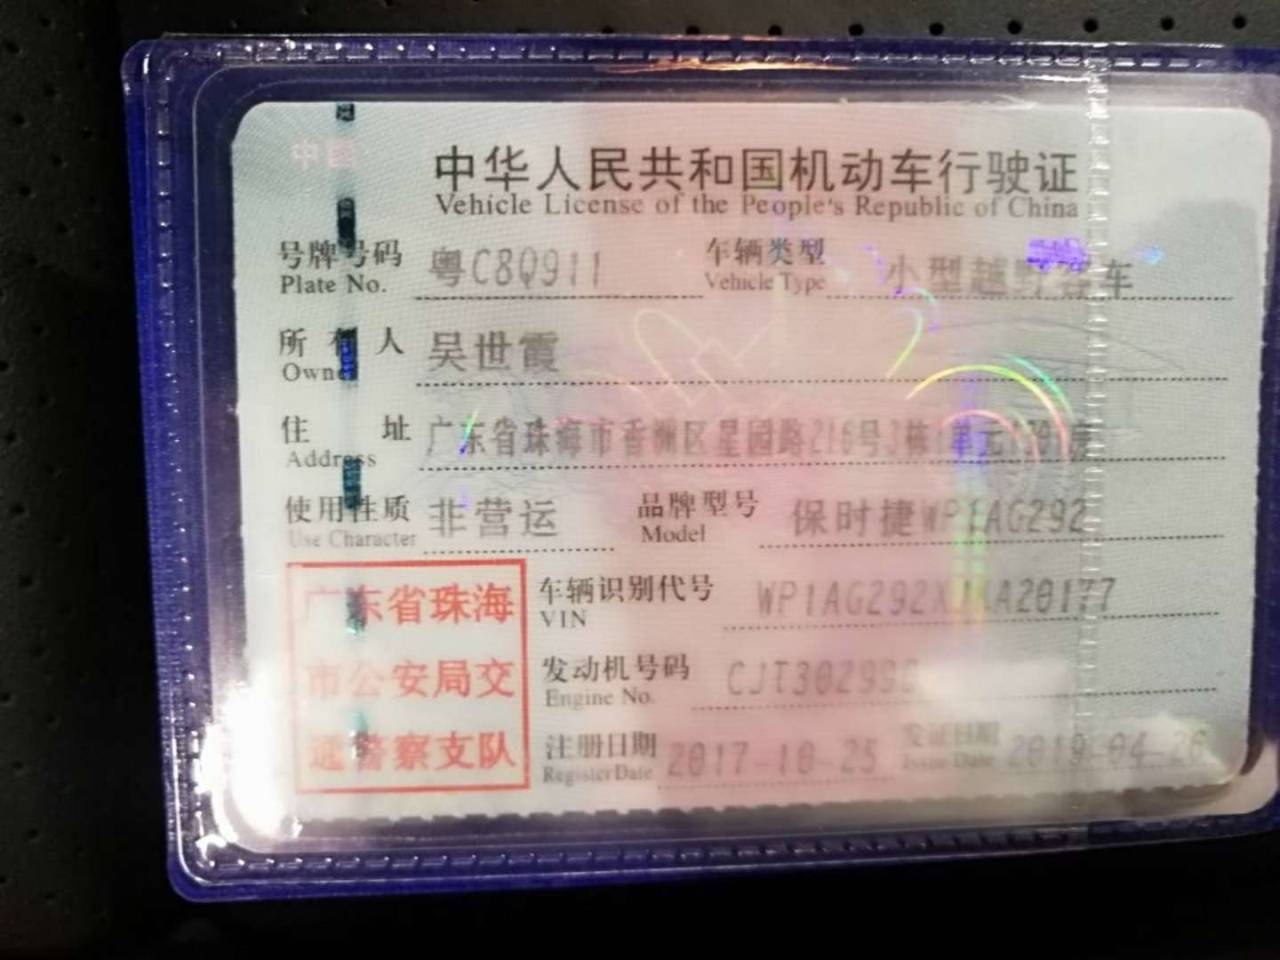 中华人民共和国机动车行驶证
Vehicle License of the People's Republic of China
号牌号码 粤C8Q911 车辆类型 小型越野客车
Plate No. Vehicle Type
所有人 吴世霞
Owner
住址 广东省珠海市香洲区星园路216号3栋1单元
Address
使用性质 非营运 品牌型号 保时捷WP1AG292
Use Character Model
广东省珠海
市公安局交
通警察支队
车辆识别代号
VIN
发动机号码
Engine No.
注册日期 2017-10-25 发证日期 2019-04-26
Register Date Issue Date